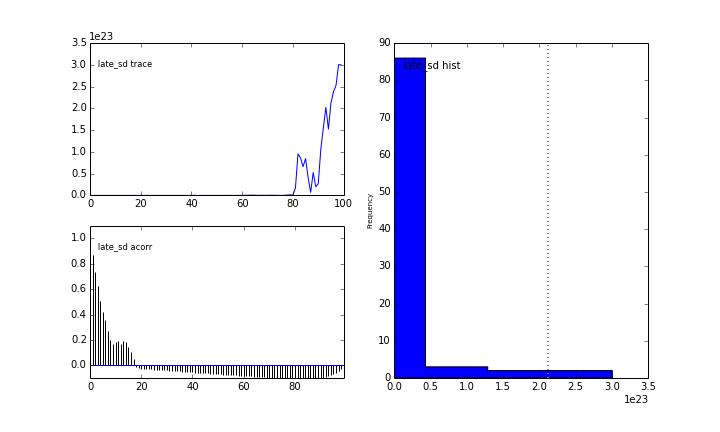 1e23
3.5
3.0
2.5
2.0
1.5
1.0
0.5
0.0
late_sd trace
0 20 40 60 80 100
1.0
0.8
0.6
0.4
0.2
0.0
late_sd acorr
0 20 40 60 80
90
80
70
60
50
40
30
20
10
0
Frequency
late_sd hist
0.0 0.5 1.0 1.5 2.0 2.5 3.0 3.5
1e23